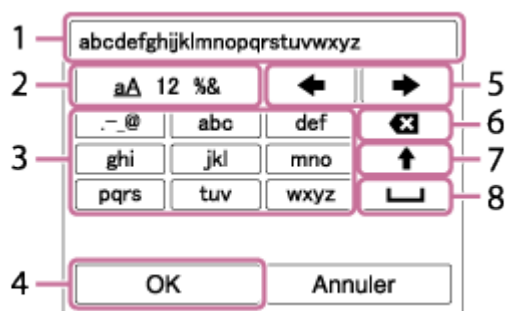 1 abcdefghijklmnopqrstuvwxyz
2 aA 12 %& 5
.-_@ abc def 6
3 ghi jkl mno 7
pqrs tuv wxyz 8
4 OK Annuler